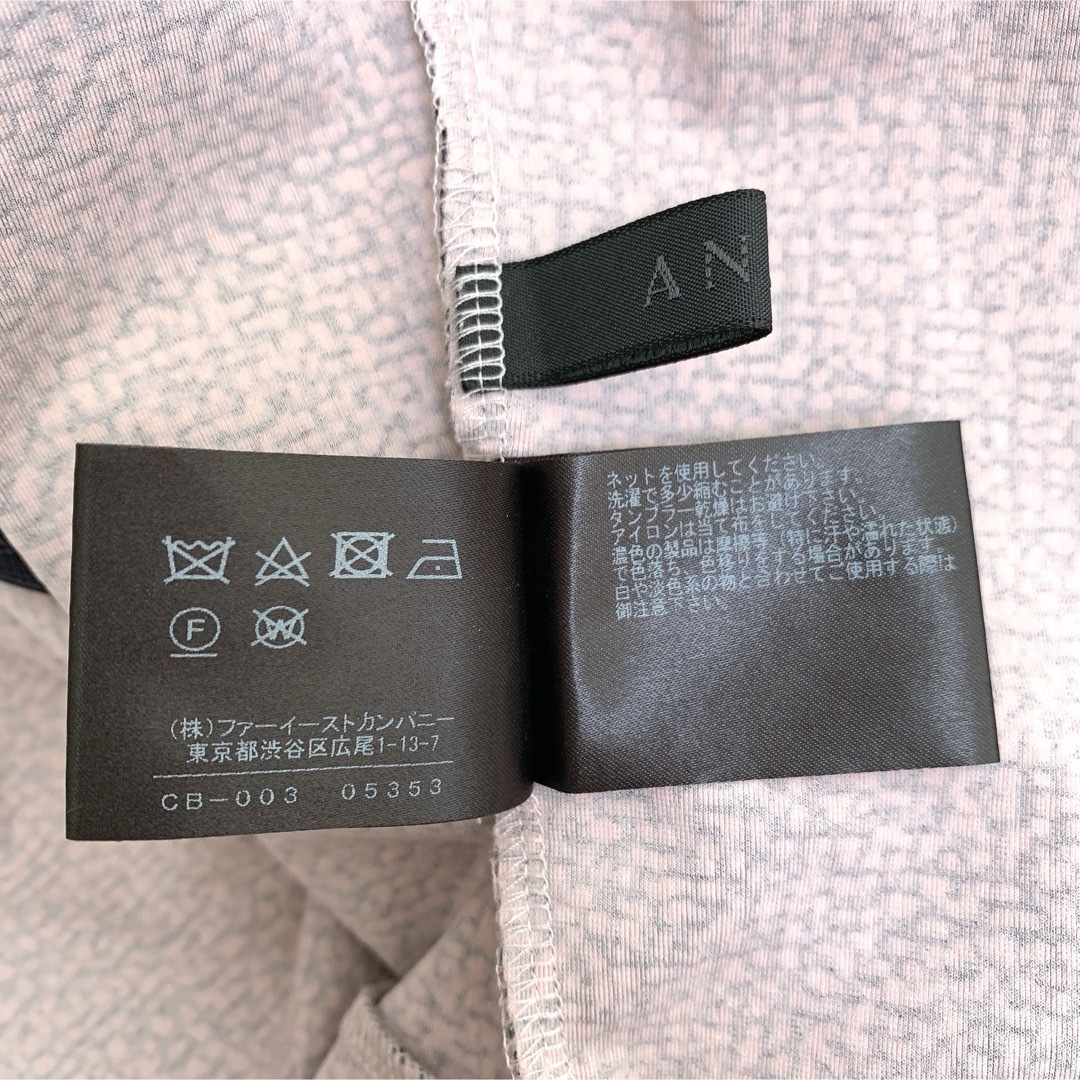 A N
F
W
(株)ファーイーストカンパニー
東京都渋谷区広尾1-13-7
CB-003 05353
ネットを使用してください。
洗濯で多少縮むことがあります。
タンブラー乾燥はお避け下さい。
アイロンは当て布をしてください。
濃色の製品は摩擦等(特に汗や濡れた状態)
で色落ち、色移りをする場合があります。
白や淡色系の物と合わせてご使用する際は
御注意下さい。